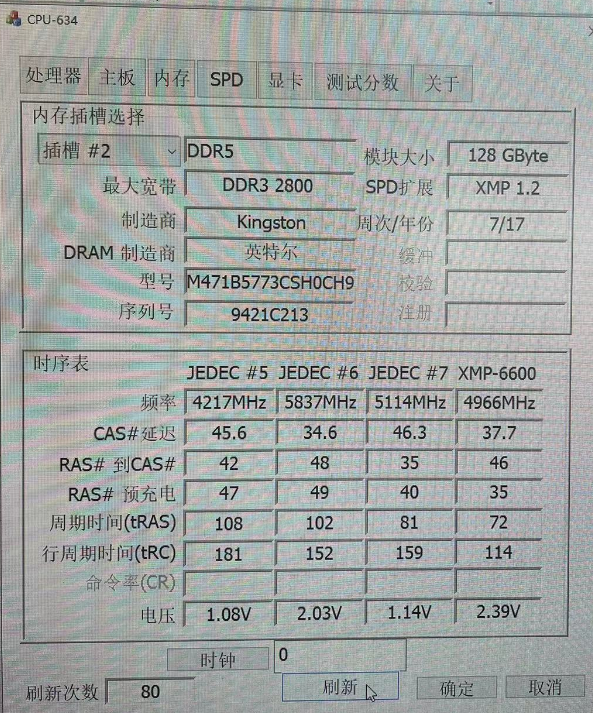 CPU-634
处理器 主板 内存 SPD 显卡 测试分数 关于
内存插槽选择
插槽 #2 DDR5 模块大小 128 GByte
最大宽带 DDR3 2800 SPD扩展 XMP 1.2
制造商 Kingston 周次/年份 7/17
DRAM 制造商 英特尔 缓冲
型号 M471B5773CSH0CH9 校验
序列号 9421C213 注册
时序表
JEDEC #5 JEDEC #6 JEDEC #7 XMP-6600
频率 4217MHz 5837MHz 5114MHz 4966MHz
CAS#延迟 45.6 34.6 46.3 37.7
RAS# 到CAS# 42 48 35 46
RAS# 预充电 47 49 40 35
周期时间(tRAS) 108 102 81 72
行周期时间(tRC) 181 152 159 114
命令率(CR)
电压 1.08V 2.03V 1.14V 2.39V
时钟 0
刷新次数 80 刷新 确定 取消